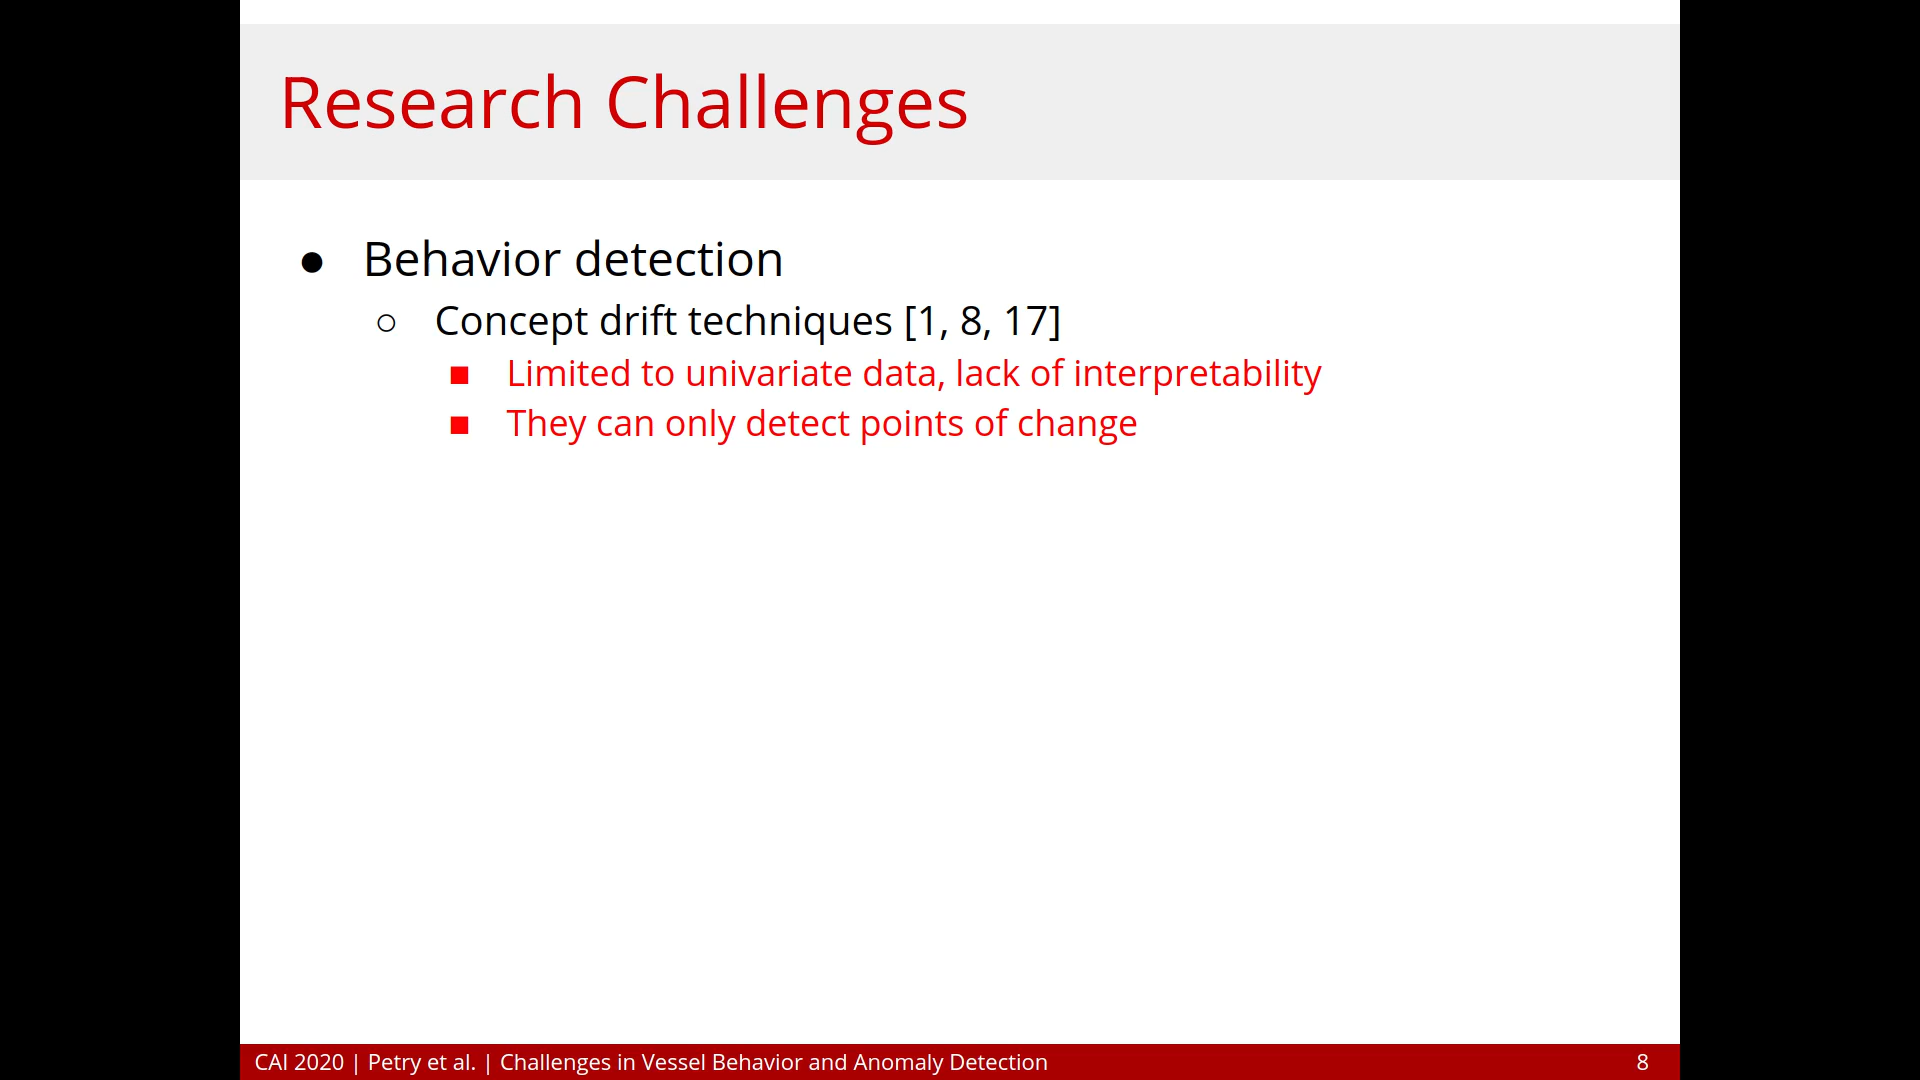 Research Challenges
● Behavior detection
○ Concept drift techniques [1, 8, 17]
■ Limited to univariate data, lack of interpretability
■ They can only detect points of change
CAI 2020 | Petry et al. | Challenges in Vessel Behavior and Anomaly Detection 8